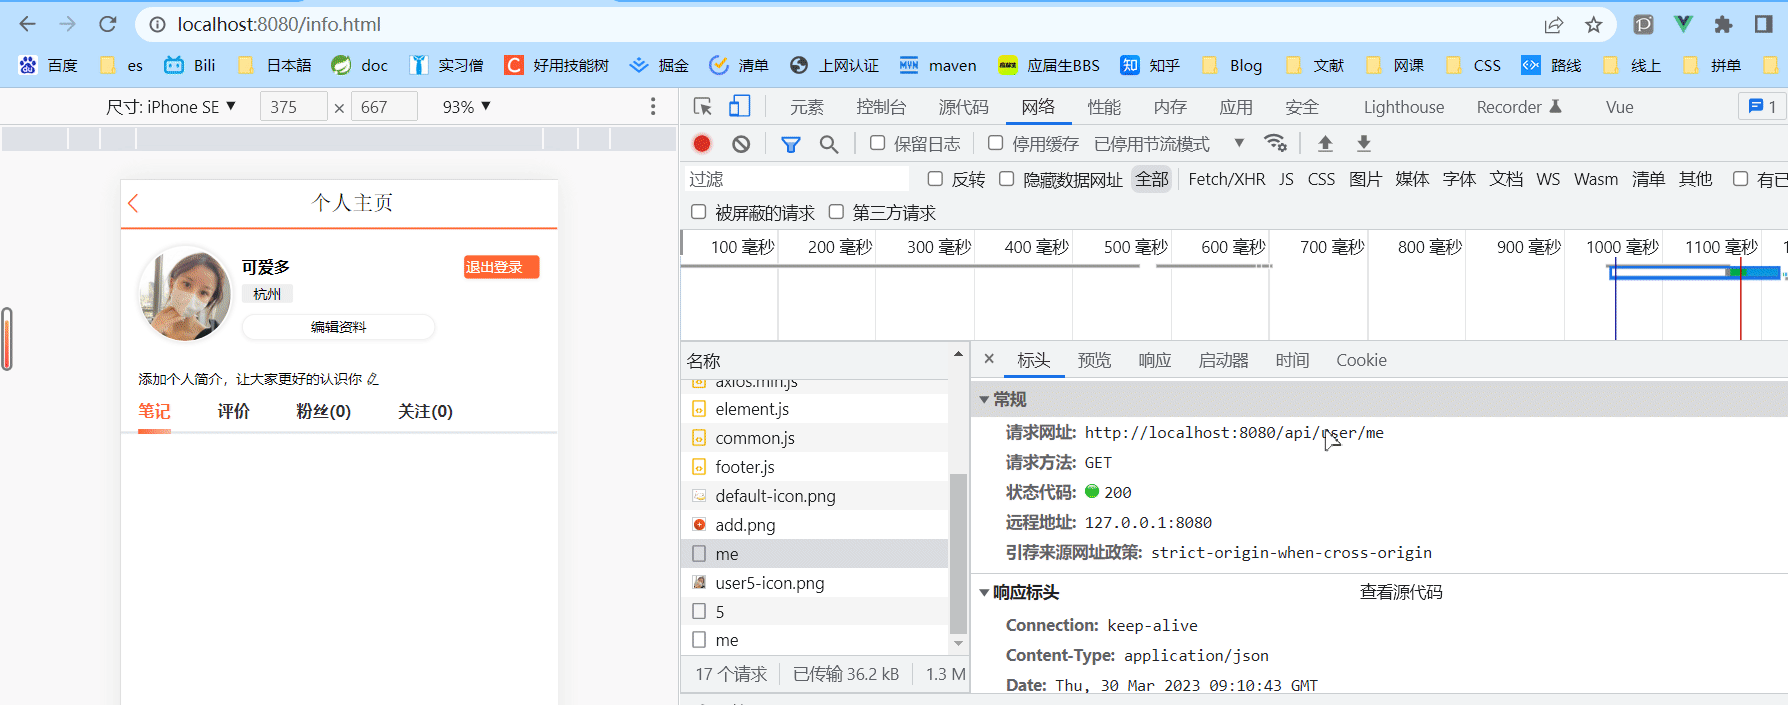 localhost:8080/info.html
百度 es Bili 日本語 doc 实习僧 好用技能树 掘金 清单 上网认证 maven 应届生BBS 知乎 Blog 文献 网课 CSS 路线 线上 拼单
尺寸: iPhone SE ▼ 375 × 667 93% ▼
元素 控制台 源代码 网络 性能 内存 应用 安全 Lighthouse Recorder Vue 1
保留日志 停用缓存 已停用节流模式 ▼
过滤 反转 隐藏数据网址 全部 Fetch/XHR JS CSS 图片 媒体 字体 文档 WS Wasm 清单 其他 有已
被屏蔽的请求 第三方请求
100 毫秒 200 毫秒 300 毫秒 400 毫秒 500 毫秒 600 毫秒 700 毫秒 800 毫秒 900 毫秒 1000 毫秒 1100 毫秒
个人主页
可爱多
退出登录
杭州
编辑资料
添加个人简介，让大家更好的认识你
笔记 评价 粉丝(0) 关注(0)
名称
axios.min.js
element.js
common.js
footer.js
default-icon.png
add.png
me
user5-icon.png
5
me
17 个请求 已传输 36.2 kB 1.3 M
× 标头 预览 响应 启动器 时间 Cookie
▼常规
请求网址: http://localhost:8080/api/user/me
请求方法: GET
状态代码: 200
远程地址: 127.0.0.1:8080
引荐来源网址政策: strict-origin-when-cross-origin
▼响应标头 查看源代码
Connection: keep-alive
Content-Type: application/json
Date: Thu, 30 Mar 2023 09:10:43 GMT